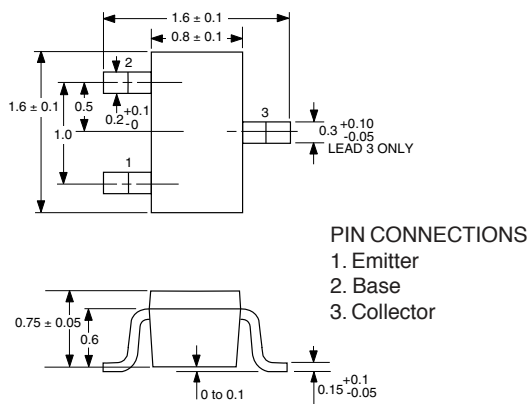 1.6 ± 0.1
0.8 ± 0.1
2
1.6 ± 0.1
1.0
0.5
0.2 +0.1 -0
3
0.3 +0.10 -0.05
LEAD 3 ONLY
1
PIN CONNECTIONS
1. Emitter
2. Base
3. Collector
0.75 ± 0.05
0.6
0 to 0.1
0.15 +0.1 -0.05